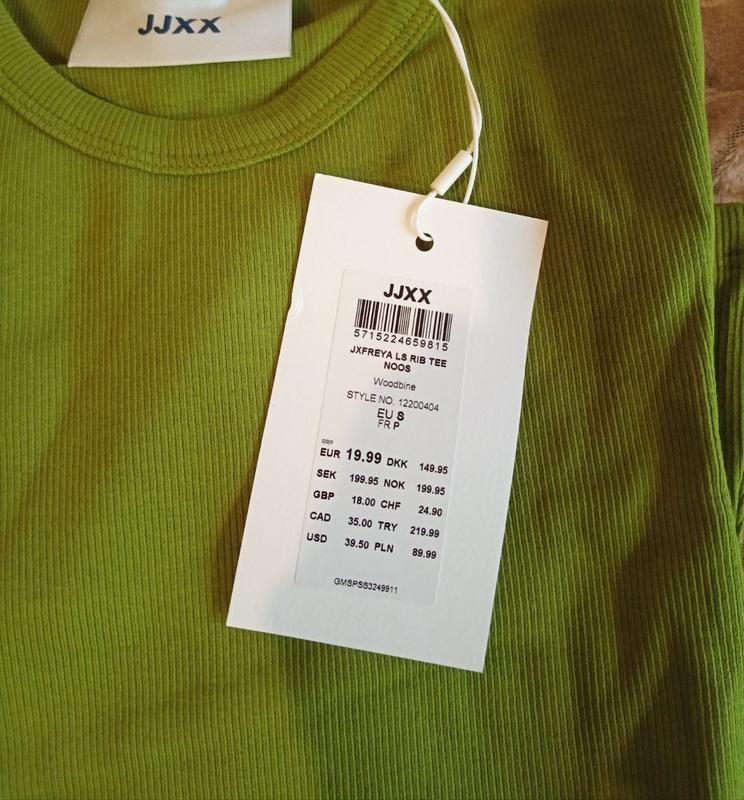 JJXX
JJXX
5715224659815
JXFREYA LS RIB TEE
NOOS
Woodbine
STYLE NO. 12200404
EU S
FR P
RRP
EUR 19.99 DKK 149.95
SEK 199.95 NOK 199.95
GBP 18.00 CHF 24.90
CAD 35.00 TRY 219.99
USD 39.50 PLN 89.99
GMSPSS3249911